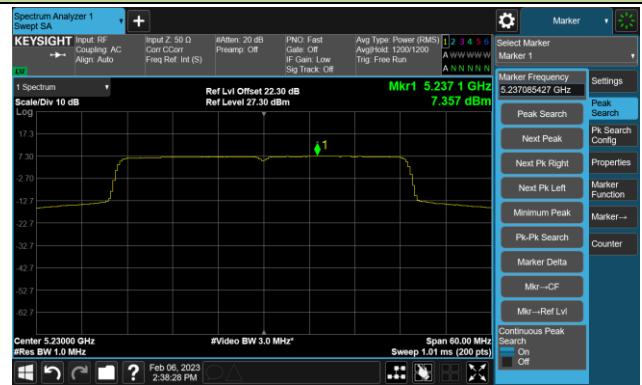 Spectrum Analyzer 1
Swept SA
Marker
KEYSIGHT
Input: RF
Coupling: AC
Align: Auto
Input Z: 50 Ω
Corr CCorr
Freq Ref: Int (S)
#Atten: 20 dB
Preamp: Off
PNO: Fast
Gate: Off
IF Gain: Low
Sig Track: Off
Avg Type: Power (RMS)
Avg|Hold: 1200/1200
Trig: Free Run
1 2 3 4 5 6
A W W W W W
A N N N N N
LW
Select Marker
Marker 1
1 Spectrum
Scale/Div 10 dB
Log
Ref Lvl Offset 22.30 dB
Ref Level 27.30 dBm
Mkr1 5.237 1 GHz
7.357 dBm
1
17.3
7.30
-2.70
-12.7
-22.7
-32.7
-42.7
-52.7
-62.7
Center 5.23000 GHz
#Res BW 1.0 MHz
#Video BW 3.0 MHz*
Span 60.00 MHz
Sweep 1.01 ms (200 pts)
Marker Frequency
5.237085427 GHz
Peak Search
Next Peak
Next Pk Right
Next Pk Left
Minimum Peak
Pk-Pk Search
Marker Delta
Mkr→CF
Mkr→Ref Lvl
Continuous Peak
Search
On
Off
Settings
Peak
Search
Pk Search
Config
Properties
Marker
Function
Marker→
Counter
Feb 06, 2023
2:38:28 PM